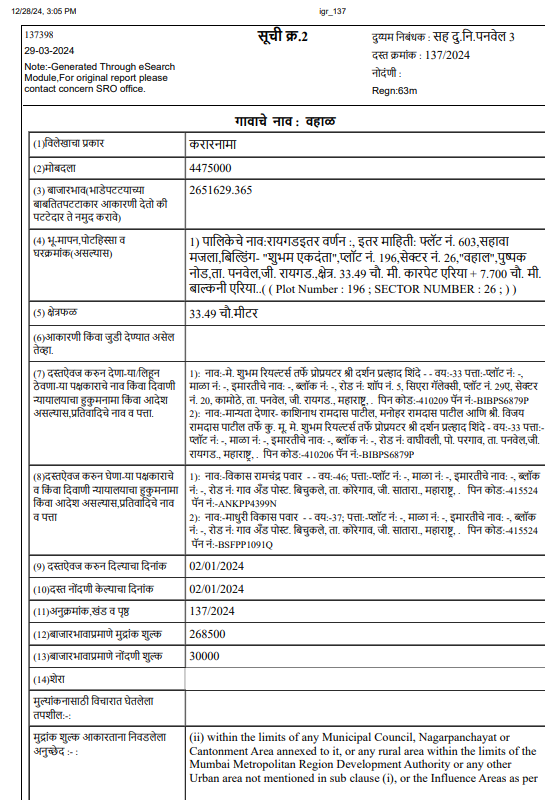 12/28/24, 3:05 PM igr_137
137398
29-03-2024
Note:-Generated Through eSearch
Module,For original report please
contact concern SRO office.
सूची क्र.2
दुय्यम निबंधक : सह दु.नि.पनवेल 3
दस्त क्रमांक : 137/2024
नोदंणी :
Regn:63m
गावाचे नाव : वहाळ
(1)विलेखाचा प्रकार करारनामा
(2)मोबदला 4475000
(3) बाजारभाव(भाडेपटटयाच्या
बाबतितपटटाकार आकारणी देतो की
पटटेदार ते नमुद करावे)
2651629.365
(4) भू-मापन,पोटहिस्सा व
घरक्रमांक(असल्यास)
1) पालिकेचे नाव:रायगडइतर वर्णन :, इतर माहिती: फ्लॅट नं. 603,सहावा
मजला,बिल्डिंग- "शुभम एकदंता",प्लॉट नं. 196,सेक्टर नं. 26,"वहाल",पुष्पक
नोड,ता. पनवेल,जी. रायगड.,क्षेत्र. 33.49 चौ. मी. कारपेट एरिया + 7.700 चौ. मी.
बाल्कनी एरिया..( ( Plot Number : 196 ; SECTOR NUMBER : 26 ; ) )
(5) क्षेत्रफळ 33.49 चौ.मीटर
(6)आकारणी किंवा जुडी देण्यात असेल
तेव्हा.
(7) दस्तऐवज करुन देणा-या/लिहून
ठेवणा-या पक्षकाराचे नाव किंवा दिवाणी
न्यायालयाचा हुकुमनामा किंवा आदेश
असल्यास,प्रतिवादिचे नाव व पत्ता.
1): नाव:-मे. शुभम रियल्टर्स तर्फे प्रोप्रायटर श्री दर्शन प्रल्हाद शिंदे - - वय:-33 पत्ता:-प्लॉट नं: -,
माळा नं: -, इमारतीचे नाव: -, ब्लॉक नं: -, रोड नं: शॉप नं. 5, सिएरा गॅलेक्सी, प्लॉट नं. 29ए, सेक्टर
नं. 20, कामोठे, ता. पनवेल, जी. रायगड., महाराष्ट्र, . पिन कोड:-410209 पॅन नं:-BIBPS6879P
2): नाव:-मान्यता देणार- काशिनाथ रामदास पाटील, मनोहर रामदास पाटील आणि श्री. विजय
रामदास पाटील तर्फे कु. मु. मे. शुभम रियल्टर्स तर्फे प्रोप्रायटर श्री दर्शन प्रल्हाद शिंदे - वय:-33 पत्ता:-
प्लॉट नं: -, माळा नं: -, इमारतीचे नाव: -, ब्लॉक नं: -, रोड नं: वाघीवली, पो. परगाव, ता. पनवेल,जी.
रायगड., महाराष्ट्र, . पिन कोड:-410206 पॅन नं:-BIBPS6879P
(8)दस्तऐवज करुन घेणा-या पक्षकाराचे
व किंवा दिवाणी न्यायालयाचा हुकुमनामा
किंवा आदेश असल्यास,प्रतिवादिचे नाव
व पत्ता
1): नाव:-विकास रामचंद्र पवार - - वय:-46; पत्ता:-प्लॉट नं: -, माळा नं: -, इमारतीचे नाव: -, ब्लॉक
नं: -, रोड नं: गाव अँड पोस्ट. बिचुकले, ता. कोरेगाव, जी. सातारा., महाराष्ट्र, . पिन कोड:-415524
पॅन नं:-ANKPP4399N
2): नाव:-माधुरी विकास पवार - - वय:-37; पत्ता:-प्लॉट नं: -, माळा नं: -, इमारतीचे नाव: -, ब्लॉक
नं: -, रोड नं: गाव अँड पोस्ट. बिचुकले, ता. कोरेगाव, जी. सातारा., महाराष्ट्र, . पिन कोड:-415524
पॅन नं:-BSFPP1091Q
(9) दस्तऐवज करुन दिल्याचा दिनांक 02/01/2024
(10)दस्त नोंदणी केल्याचा दिनांक 02/01/2024
(11)अनुक्रमांक,खंड व पृष्ठ 137/2024
(12)बाजारभावाप्रमाणे मुद्रांक शुल्क 268500
(13)बाजारभावाप्रमाणे नोंदणी शुल्क 30000
(14)शेरा
मुल्यांकनासाठी विचारात घेतलेला
तपशील:-:
मुद्रांक शुल्क आकारताना निवडलेला
अनुच्छेद :- :
(ii) within the limits of any Municipal Council, Nagarpanchayat or
Cantonment Area annexed to it, or any rural area within the limits of the
Mumbai Metropolitan Region Development Authority or any other
Urban area not mentioned in sub clause (i), or the Influence Areas as per